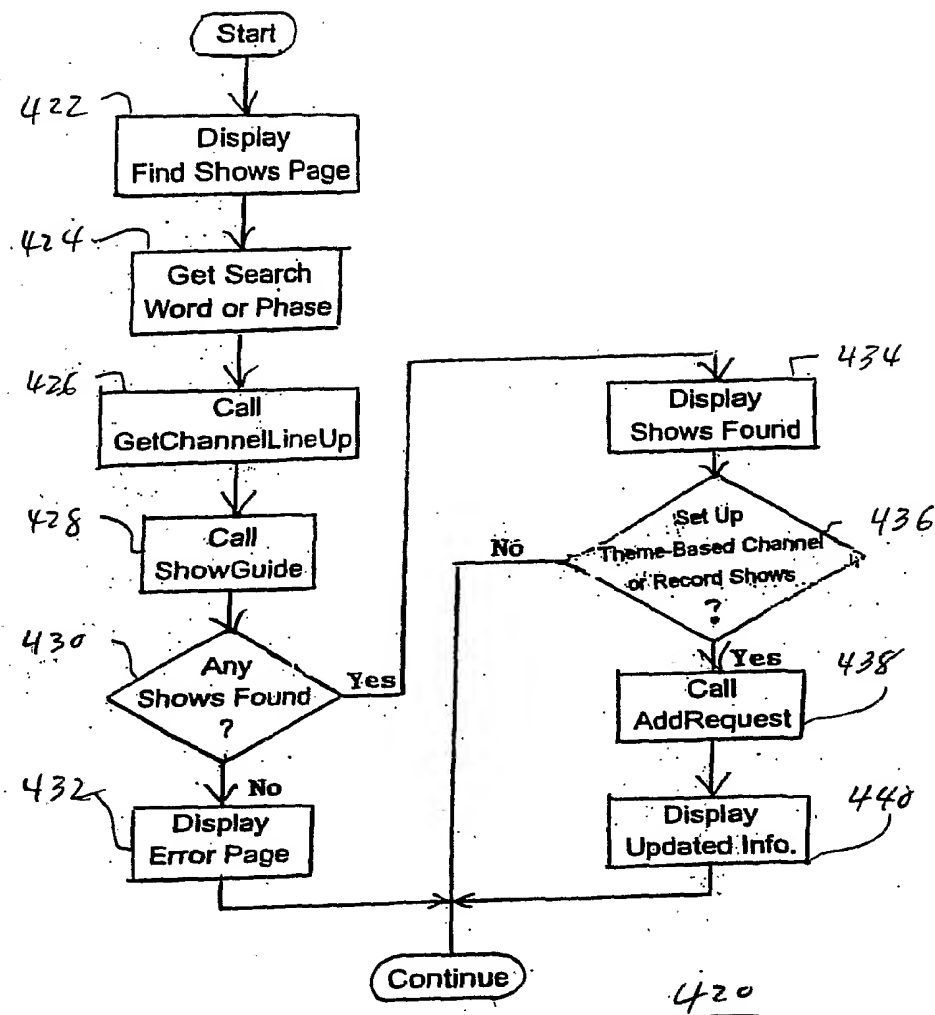 Start
422
Display
Find Shows Page
424
Get Search
Word or Phase
426
Call
GetChannelLineUp
428
Call
ShowGuide
430
Any
Shows Found
?
Yes
No
432
Display
Error Page
434
Display
Shows Found
436
Set Up
Theme-Based Channel
or Record Shows
?
No
Yes
438
Call
AddRequest
440
Display
Updated Info.
Continue
420